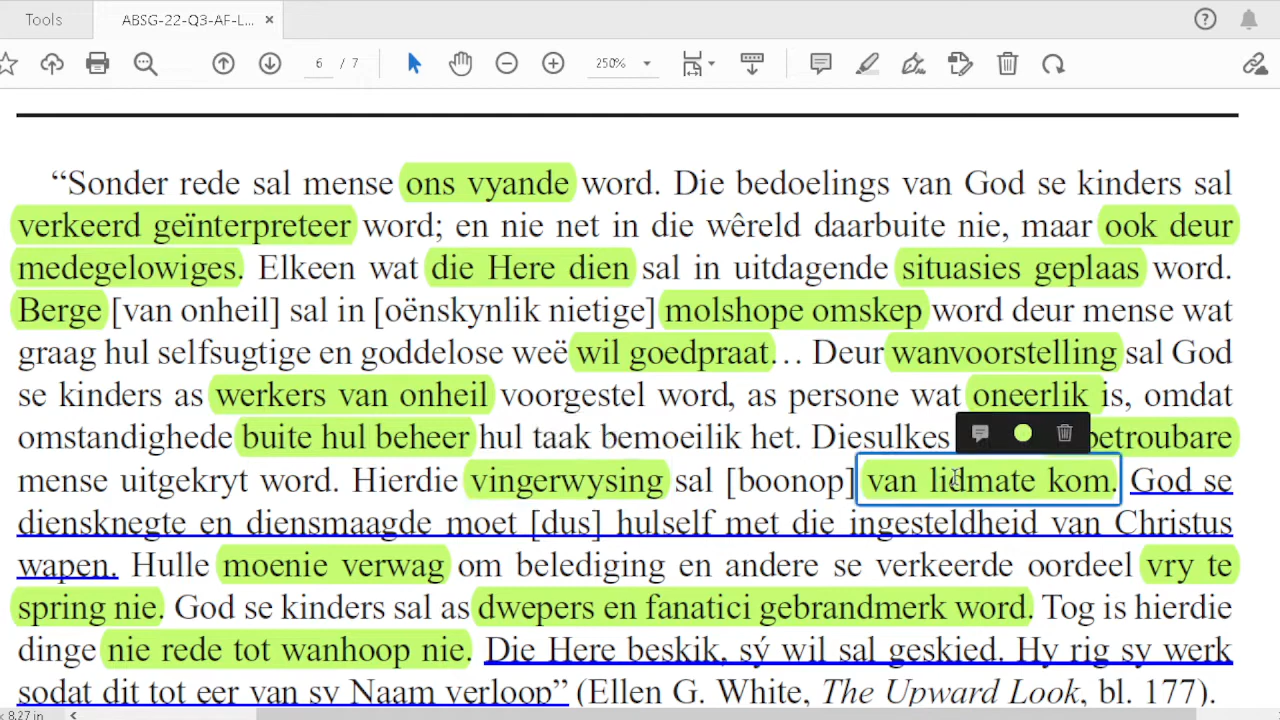 Tools ABSG-22-Q3-AF-L... ×
6 / 7 250%
“Sonder rede sal mense ons vyande word. Die bedoelings van God se kinders sal
verkeerd geïnterpreteer word; en nie net in die wêreld daarbuite nie, maar ook deur
medegelowiges. Elkeen wat die Here dien sal in uitdagende situasies geplaas word.
Berge [van onheil] sal in [oënskynlik nietige] molshope omskep word deur mense wat
graag hul selfsugtige en goddelose weë wil goedpraat… Deur wanvoorstelling sal God
se kinders as werkers van onheil voorgestel word, as persone wat oneerlik is, omdat
omstandighede buite hul beheer hul taak bemoeilik het. Diesulkes betroubare
mense uitgekryt word. Hierdie vingerwysing sal [boonop] van lidmate kom. God se
diensknegte en diensmaagde moet [dus] hulself met die ingesteldheid van Christus
wapen. Hulle moenie verwag om belediging en andere se verkeerde oordeel vry te
spring nie. God se kinders sal as dwepers en fanatici gebrandmerk word. Tog is hierdie
dinge nie rede tot wanhoop nie. Die Here beskik, sý wil sal geskied. Hy rig sy werk
sodat dit tot eer van sy Naam verloop” (Ellen G. White, The Upward Look, bl. 177).
x 8,27 in